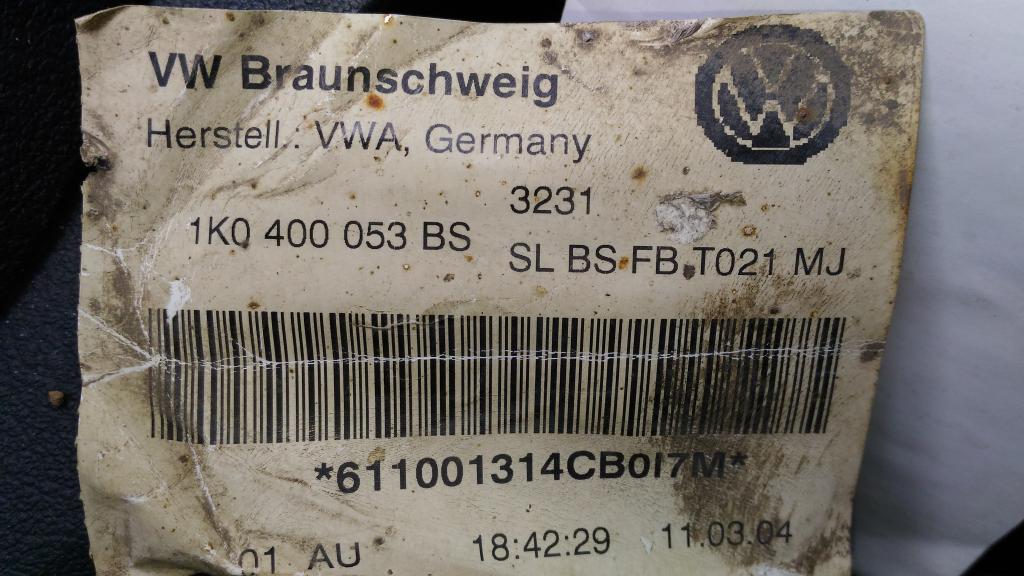 VW Braunschweig
Herstell.: VWA, Germany
3231
1K0 400 053 BS
SL BS FB T021 MJ
*611001314CB0I7M*
01 AU 18:42:29 11.03.04